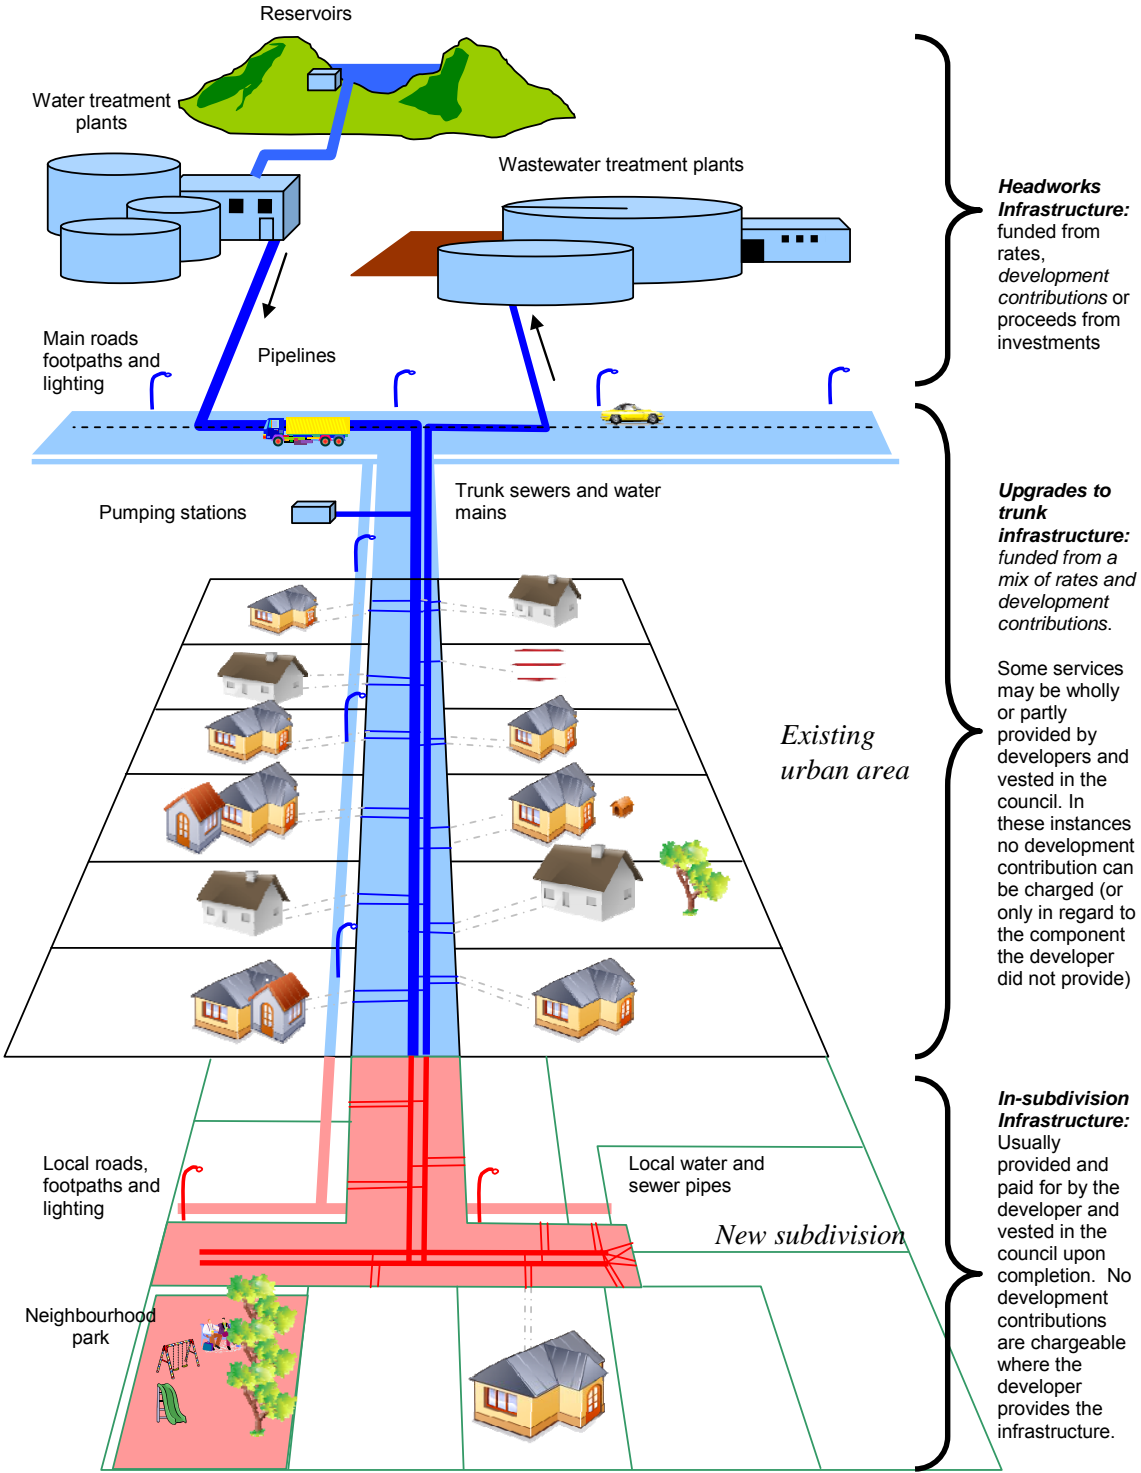 Reservoirs
Water treatment
plants
Wastewater treatment plants
Headworks
Infrastructure:
funded from
rates,
development
contributions or
proceeds from
investments
Main roads
footpaths and
lighting
Pipelines
Pumping stations
Trunk sewers and water
mains
Upgrades to
trunk
infrastructure:
funded from a
mix of rates and
development
contributions.
Some services
may be wholly
or partly
provided by
developers and
vested in the
council. In
these instances
no development
contribution can
be charged (or
only in regard to
the component
the developer
did not provide)
Existing
urban area
In-subdivision
Infrastructure:
Usually
provided and
paid for by the
developer and
vested in the
council upon
completion.  No
development
contributions
are chargeable
where the
developer
provides the
infrastructure.
Local roads,
footpaths and
lighting
Local water and
sewer pipes
New subdivision
Neighbourhood
park